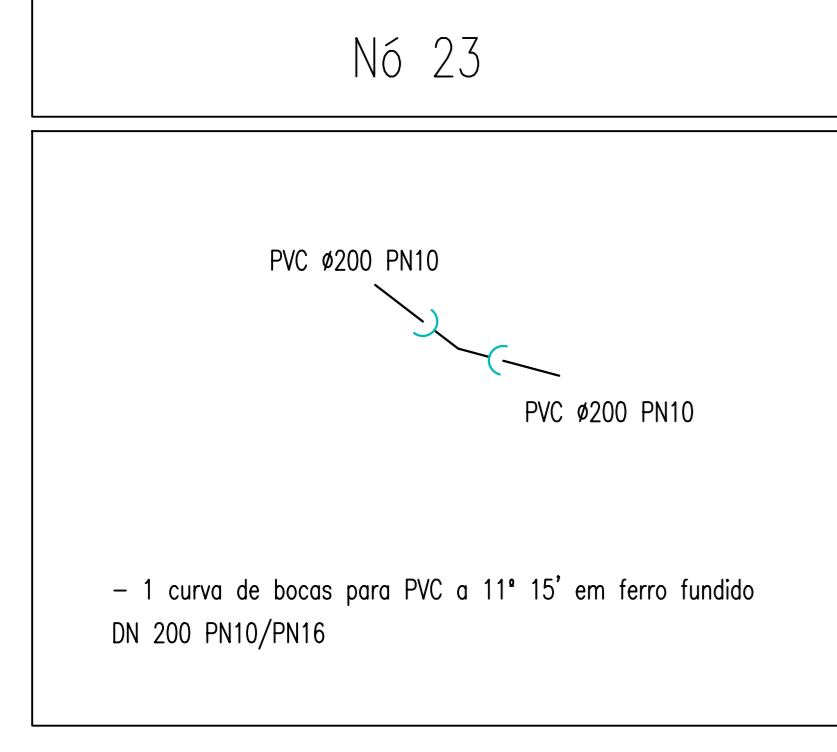 Nó 23
PVC ø200 PN10
PVC ø200 PN10
– 1 curva de bocas para PVC a 11º 15' em ferro fundido
DN 200 PN10/PN16